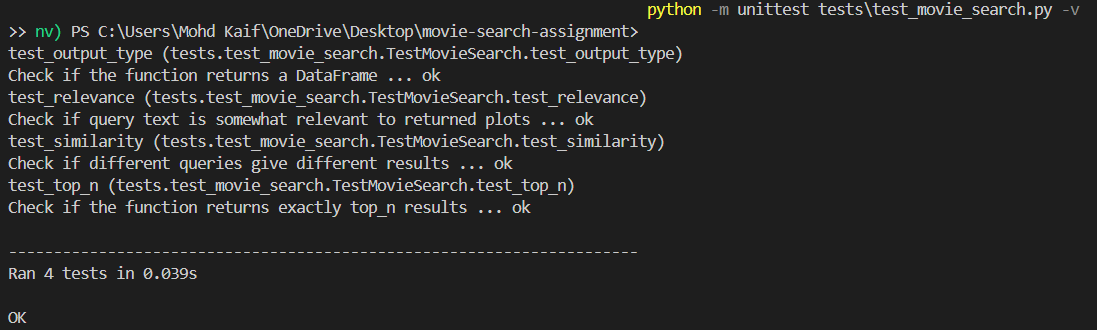 python -m unittest tests\test_movie_search.py -v
>> nv) PS C:\Users\Mohd Kaif\OneDrive\Desktop\movie-search-assignment>
test_output_type (tests.test_movie_search.TestMovieSearch.test_output_type)
Check if the function returns a DataFrame ... ok
test_relevance (tests.test_movie_search.TestMovieSearch.test_relevance)
Check if query text is somewhat relevant to returned plots ... ok
test_similarity (tests.test_movie_search.TestMovieSearch.test_similarity)
Check if different queries give different results ... ok
test_top_n (tests.test_movie_search.TestMovieSearch.test_top_n)
Check if the function returns exactly top_n results ... ok
----------------------------------------------------------------------
Ran 4 tests in 0.039s
OK